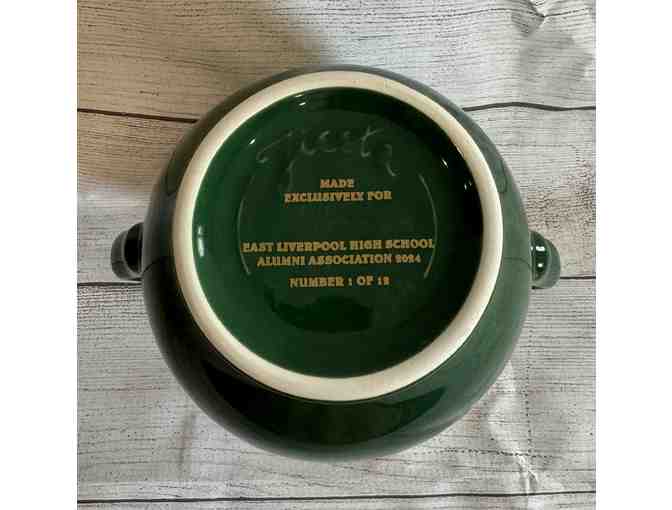 fiesta
MADE
EXCLUSIVELY FOR
EAST LIVERPOOL HIGH SCHOOL
ALUMNI ASSOCIATION 2024
NUMBER 1 OF 12